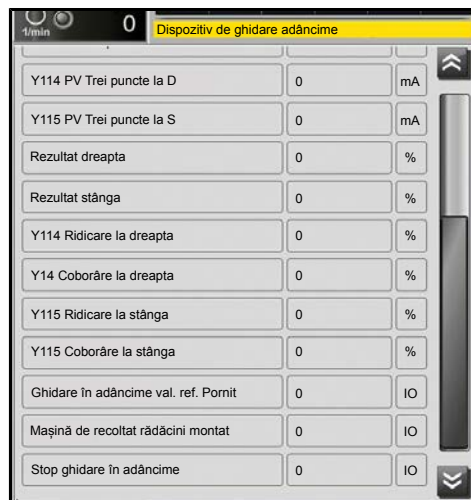 1/min 0 Dispozitiv de ghidare adâncime
Y114 PV Trei puncte la D 0 mA
Y115 PV Trei puncte la S 0 mA
Rezultat dreapta 0 %
Rezultat stânga 0 %
Y114 Ridicare la dreapta 0 %
Y14 Coborâre la dreapta 0 %
Y115 Ridicare la stânga 0 %
Y115 Coborâre la stânga 0 %
Ghidare în adâncime val. ref. Pornit 0 IO
Mașină de recoltat rădăcini montat 0 IO
Stop ghidare în adâncime 0 IO